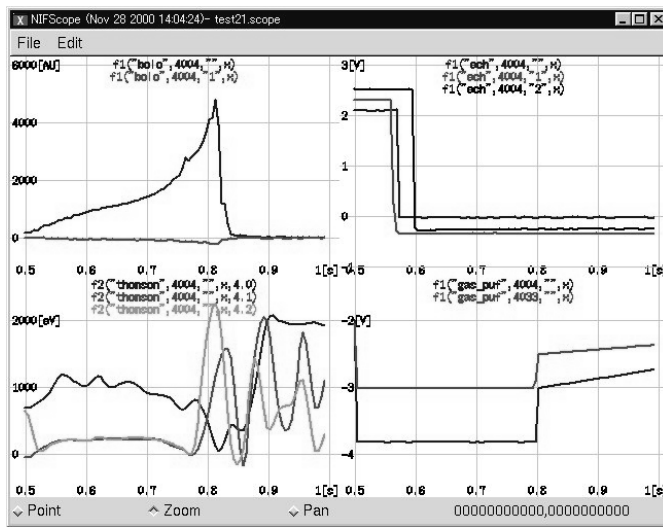 NIFScope (Nov 28 2000 14:04:24)- test21.scope
File Edit
6000[AU]
f1("bolo",4004,"",x)
f1("bolo",4004,"1",x)
4000
2000
0
0.5 0.6 0.7 0.8 0.9 1[s]
3[V]
f1("ech",4004,"",x)
f1("ech",4004,"1",x)
f1("ech",4004,"2",x)
2
1
0
-1
0.5 0.6 0.7 0.8 0.9 1[s]
f2("thomson",4004,"",x,4.0)
f2("thomson",4004,"",x,4.1)
f2("thomson",4004,"",x,4.2)
2000[eV]
1000
0
0.5 0.6 0.7 0.8 0.9 1[s]
f1("gas_puf",4004,"",x)
f1("gas_puf",4033,"",x)
-2[V]
-3
-4
0.5 0.6 0.7 0.8 0.9 1[s]
Point Zoom Pan 00000000000,0000000000